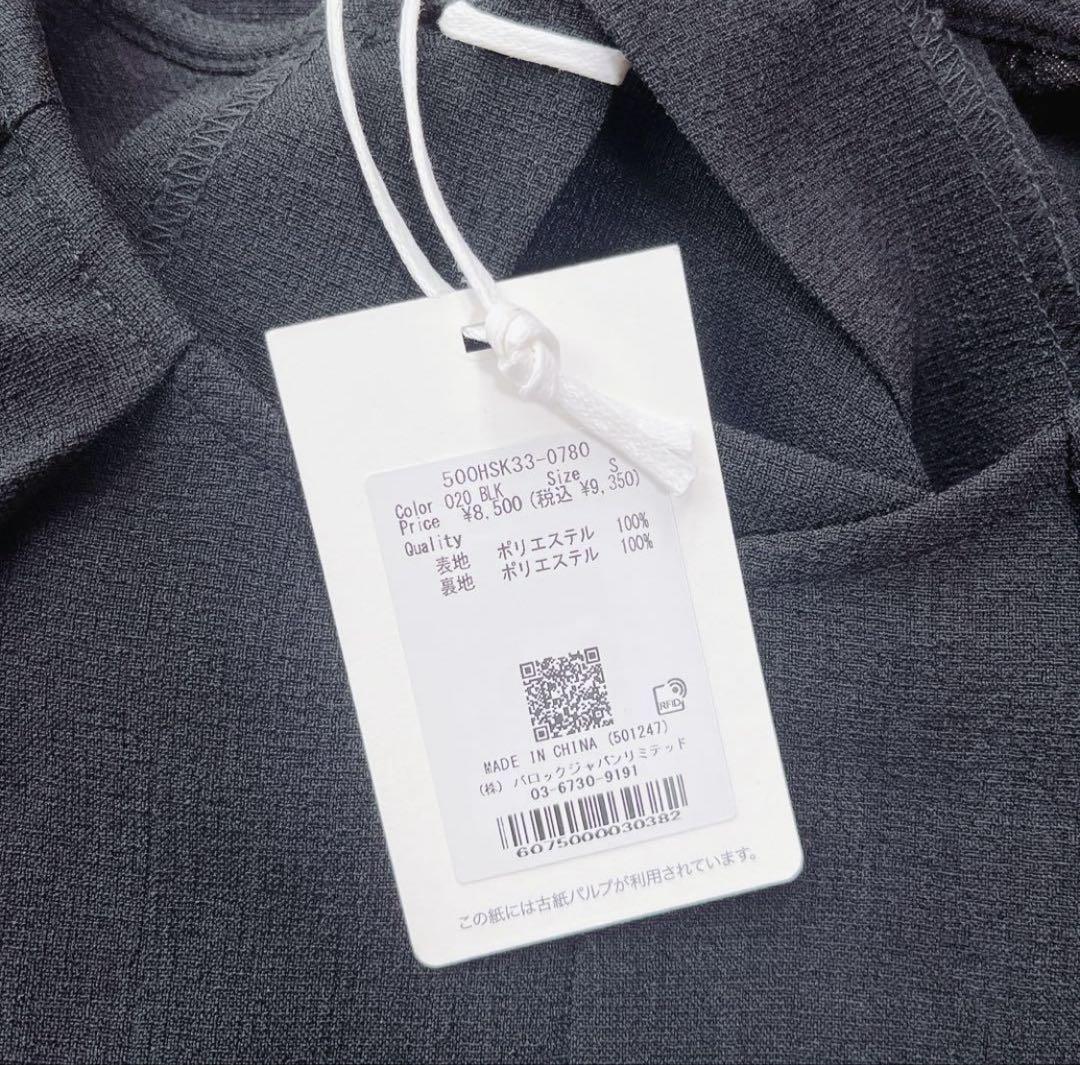 500HSK33-0780
Color 020 BLK Size S
Price ¥8,500 (税込 ¥9,350)
Quality
表地 ポリエステル 100%
裏地 ポリエステル 100%
RFID
MADE IN CHINA (501247)
(株) バロックジャパンリミテッド
03-6730-9191
6075000030382
この紙には古紙パルプが利用されています。